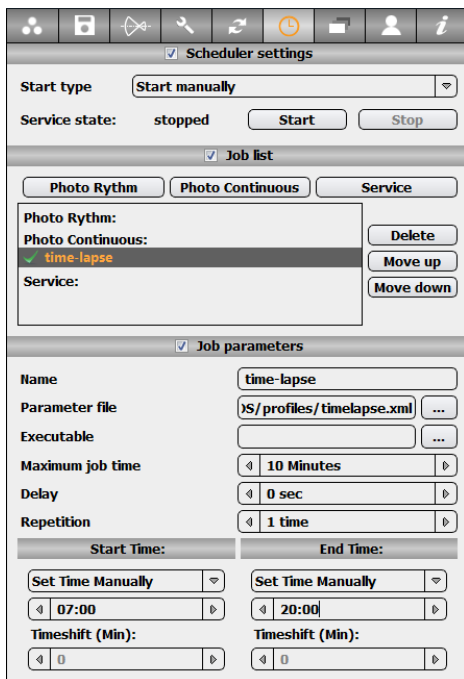 Scheduler settings
Start type Start manually
Service state: stopped Start Stop
Job list
Photo Rythm Photo Continuous Service
Photo Rythm:
Photo Continuous:
time-lapse
Service:
Delete
Move up
Move down
Job parameters
Name time-lapse
Parameter file )S/profiles/timelapse.xml ...
Executable ...
Maximum job time 10 Minutes
Delay 0 sec
Repetition 1 time
Start Time: End Time:
Set Time Manually Set Time Manually
07:00 20:00
Timeshift (Min): Timeshift (Min):
0 0